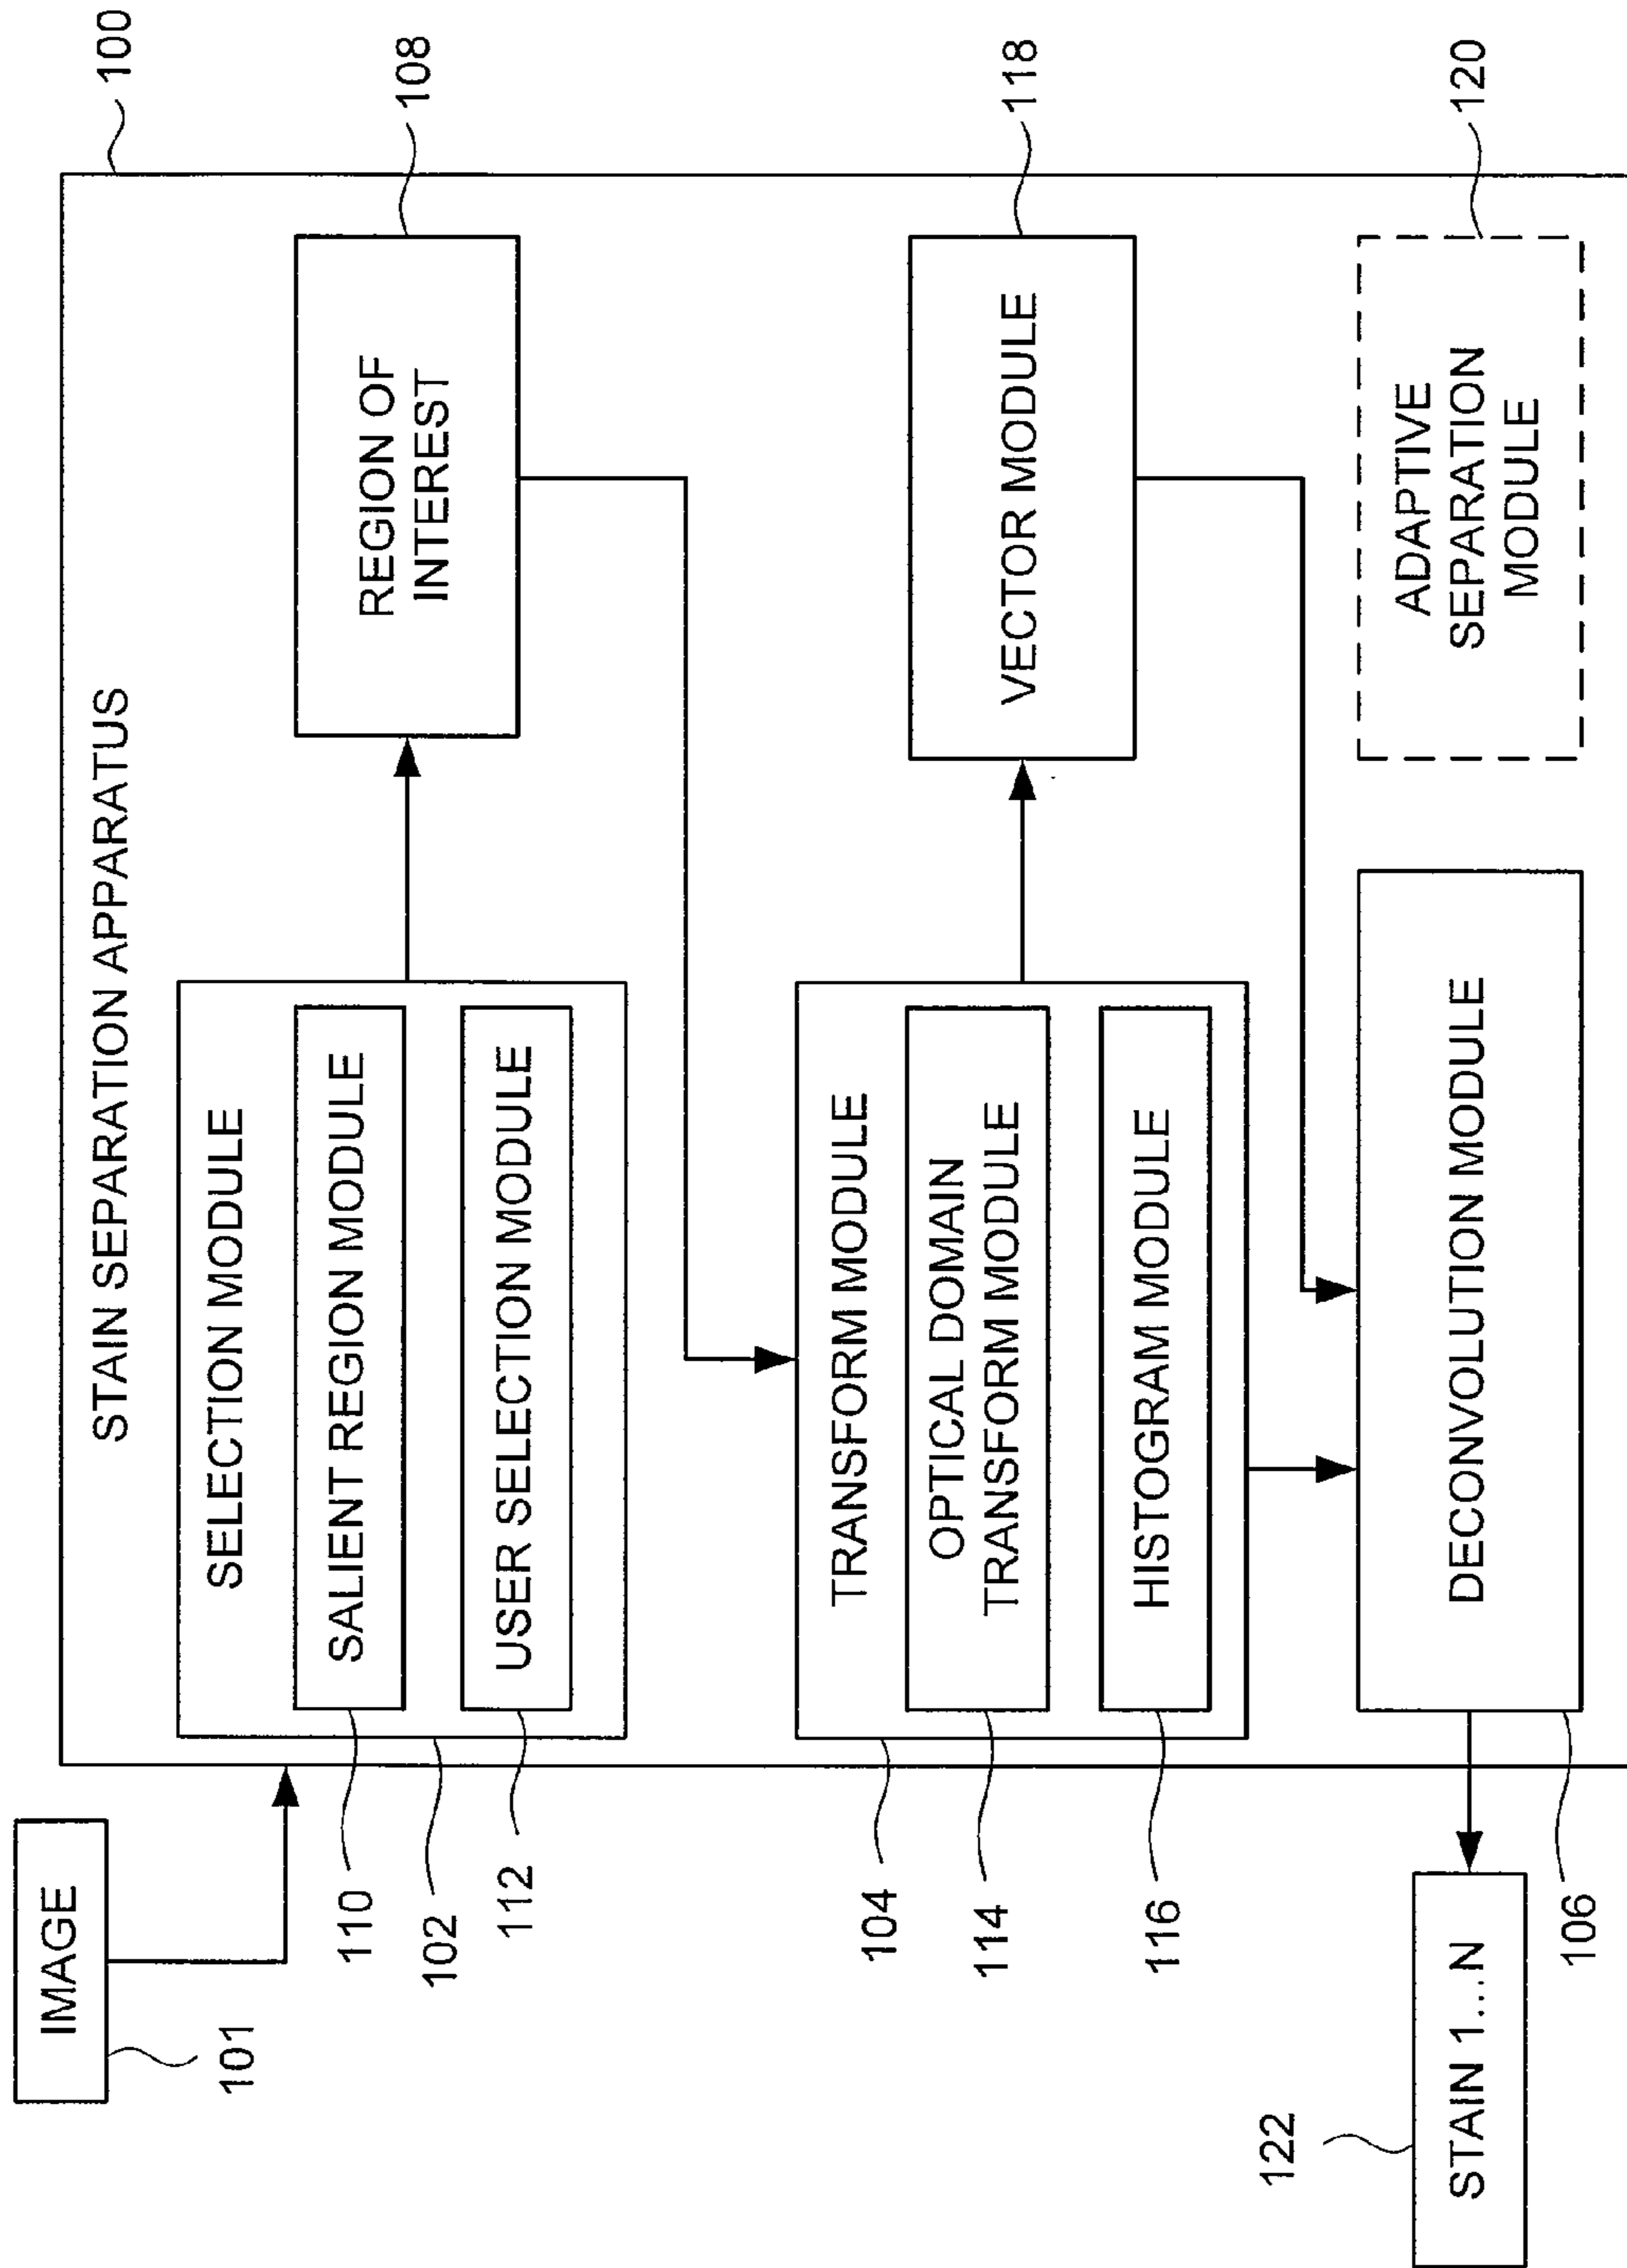 IMAGE
101
STAIN SEPARATION APPARATUS
100
SELECTION MODULE
SALIENT REGION MODULE
USER SELECTION MODULE
110
102
112
REGION OF
INTEREST
108
TRANSFORM MODULE
OPTICAL DOMAIN
TRANSFORM MODULE
HISTOGRAM MODULE
104
114
116
VECTOR MODULE
118
DECONVOLUTION MODULE
106
ADAPTIVE
SEPARATION
MODULE
120
STAIN 1...N
122